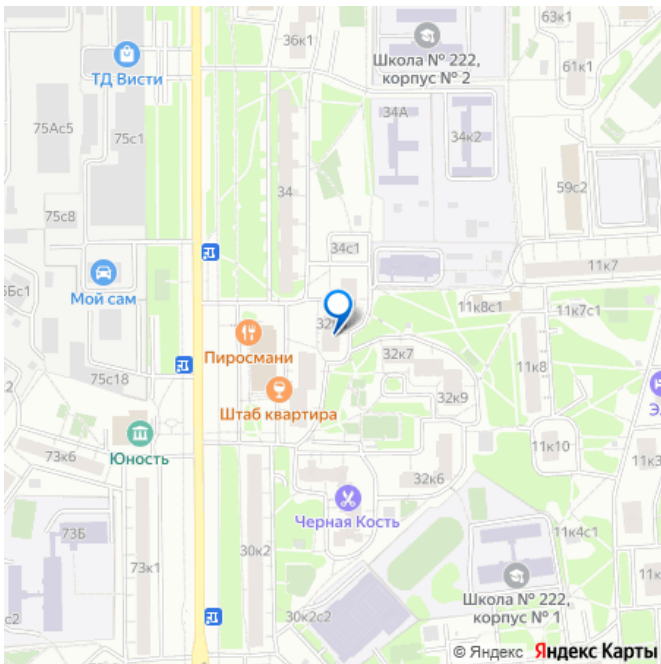 63к1
36к1
Школа № 222,
корпус № 2
61к1
ТД Висти
75Ас5
75с1
34А
34к2
34
59с2
75с8
34с1
11к7
Мой сам
11к8с1
11к7с1
Пиросмани
32к7
75с18
11к8
Штаб квартира
32к9
73к6
Юность
11к10
32к6
Черная Кость
73Б
11к4с1
30к2
73к1
Школа № 222,
корпус № 1
30к2с2
© Яндекс Яндекс Карты